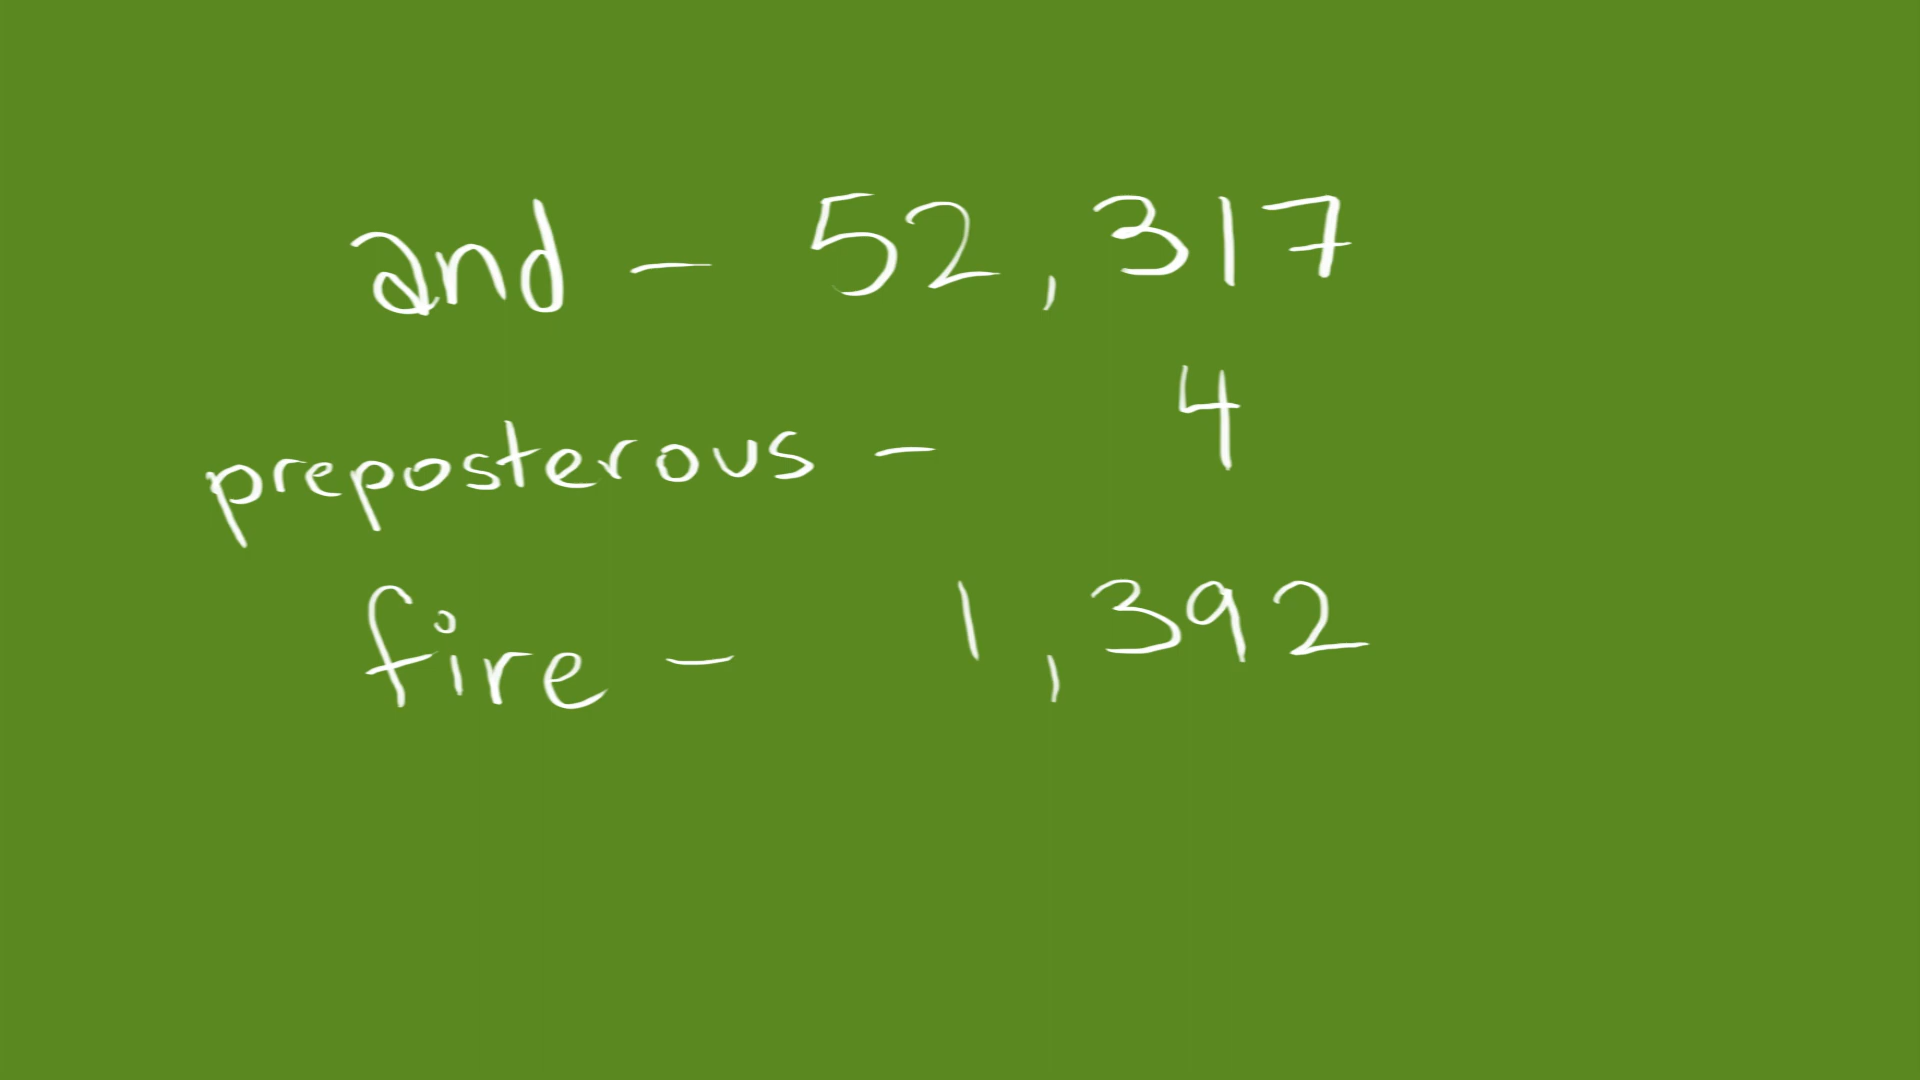 and – 52,317
preposterous – 4
fire – 1,392